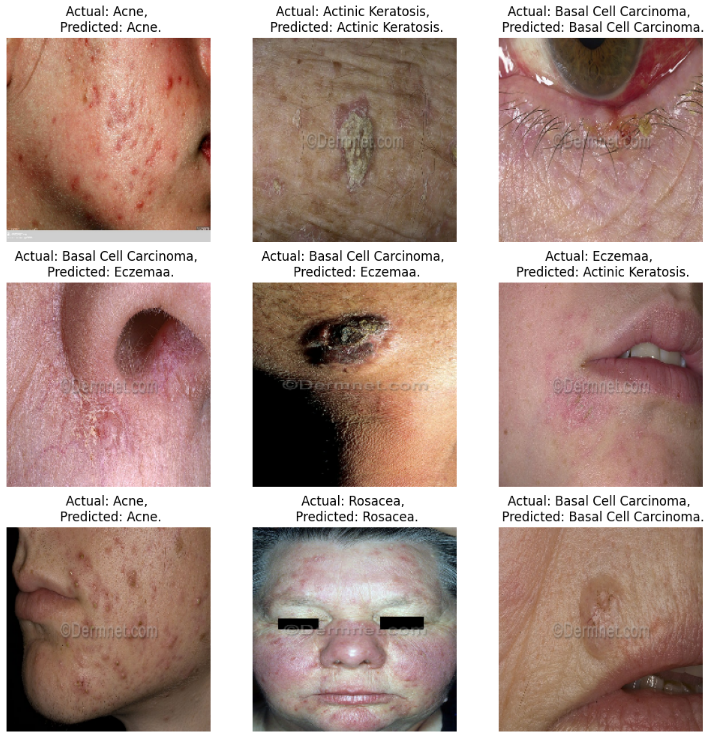 Actual: Acne,
Predicted: Acne.
Actual: Actinic Keratosis,
Predicted: Actinic Keratosis.
Actual: Basal Cell Carcinoma,
Predicted: Basal Cell Carcinoma.
©Dermnet.com
©Dermnet.com
Actual: Basal Cell Carcinoma,
Predicted: Eczemaa.
Actual: Basal Cell Carcinoma,
Predicted: Eczemaa.
Actual: Eczemaa,
Predicted: Actinic Keratosis.
©Dermnet.com
©Dermnet.com
©Dermnet.com
Actual: Acne,
Predicted: Acne.
Actual: Rosacea,
Predicted: Rosacea.
Actual: Basal Cell Carcinoma,
Predicted: Basal Cell Carcinoma.
©Dermnet.com
©Dermnet.com
©Dermnet.com